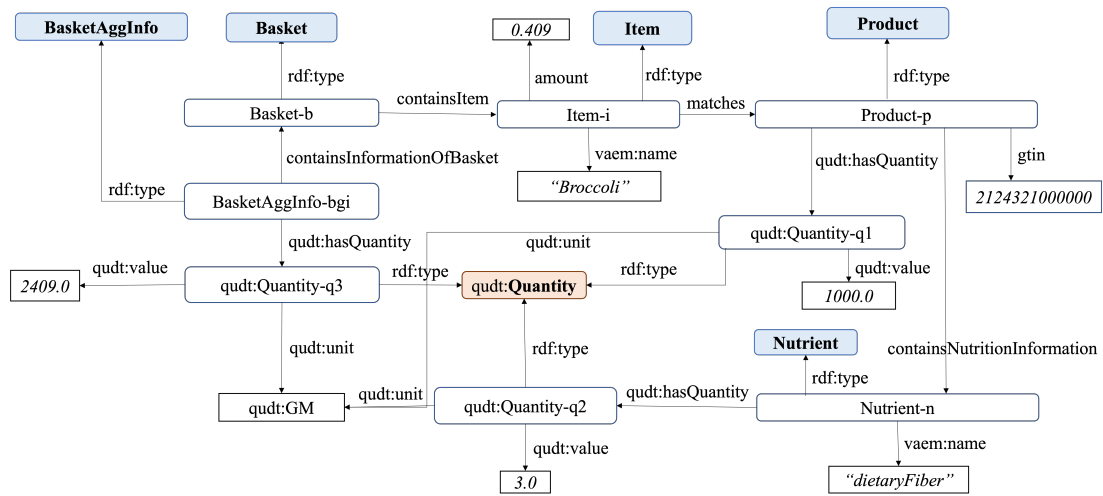 BasketAggInfo
Basket
0.409
Item
Product
rdf:type
amount
rdf:type
rdf:type
containsItem
matches
Basket-b
Item-i
Product-p
containsInformationOfBasket
vaem:name
qudt:hasQuantity
gtin
rdf:type
“Broccoli”
2124321000000
BasketAggInfo-bgi
qudt:hasQuantity
qudt:unit
qudt:Quantity-q1
qudt:value
rdf:type
rdf:type
qudt:value
2409.0
qudt:Quantity-q3
qudt:Quantity
1000.0
qudt:unit
rdf:type
Nutrient
containsNutritionInformation
rdf:type
qudt:unit
qudt:hasQuantity
qudt:GM
qudt:Quantity-q2
Nutrient-n
qudt:value
vaem:name
3.0
“dietaryFiber”